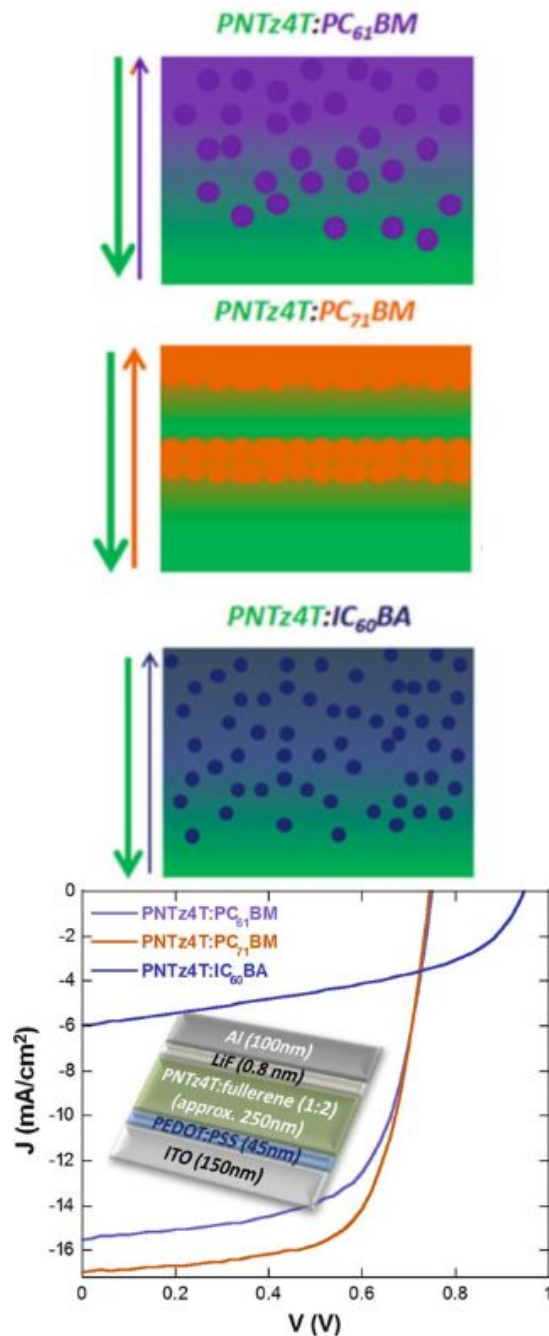 PNTz4T:PC₆₁BM
PNTz4T:PC₇₁BM
PNTz4T:IC₆₀BA
PNTz4T:PC₆₁BM
PNTz4T:PC₇₁BM
PNTz4T:IC₆₀BA
Al (100nm)
LiF (0.8 nm)
PNTz4T:fullerene (1:2)
(approx. 250nm)
PEDOT:PSS (45nm)
ITO (150nm)
J (mA/cm²)
0
-2
-4
-6
-8
-10
-12
-14
-16
0 0.2 0.4 0.6 0.8 1
V (V)